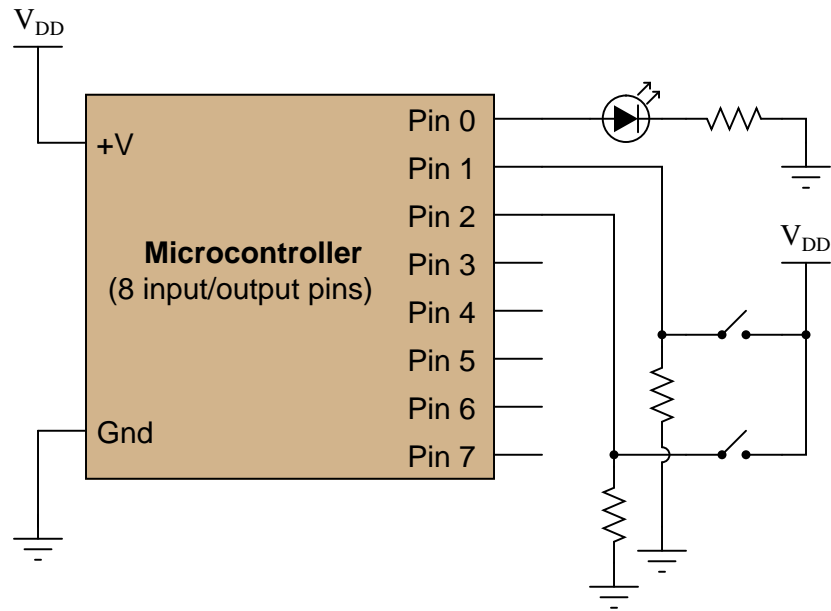 V_DD
+V
Microcontroller
(8 input/output pins)
Gnd
Pin 0
Pin 1
Pin 2
Pin 3
Pin 4
Pin 5
Pin 6
Pin 7
V_DD